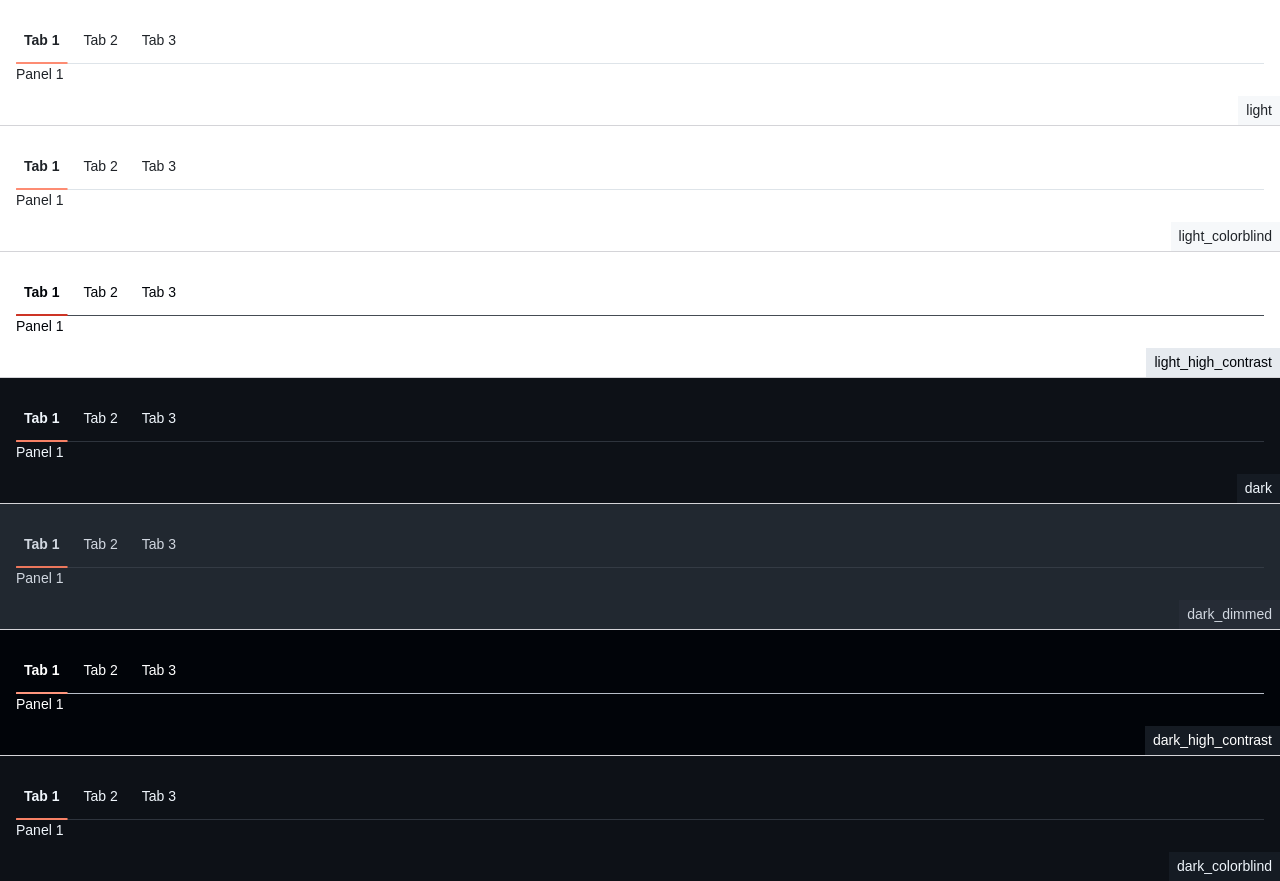 Tab 1 Tab 2 Tab 3
Panel 1
light
Tab 1 Tab 2 Tab 3
Panel 1
light_colorblind
Tab 1 Tab 2 Tab 3
Panel 1
light_high_contrast
Tab 1 Tab 2 Tab 3
Panel 1
dark
Tab 1 Tab 2 Tab 3
Panel 1
dark_dimmed
Tab 1 Tab 2 Tab 3
Panel 1
dark_high_contrast
Tab 1 Tab 2 Tab 3
Panel 1
dark_colorblind